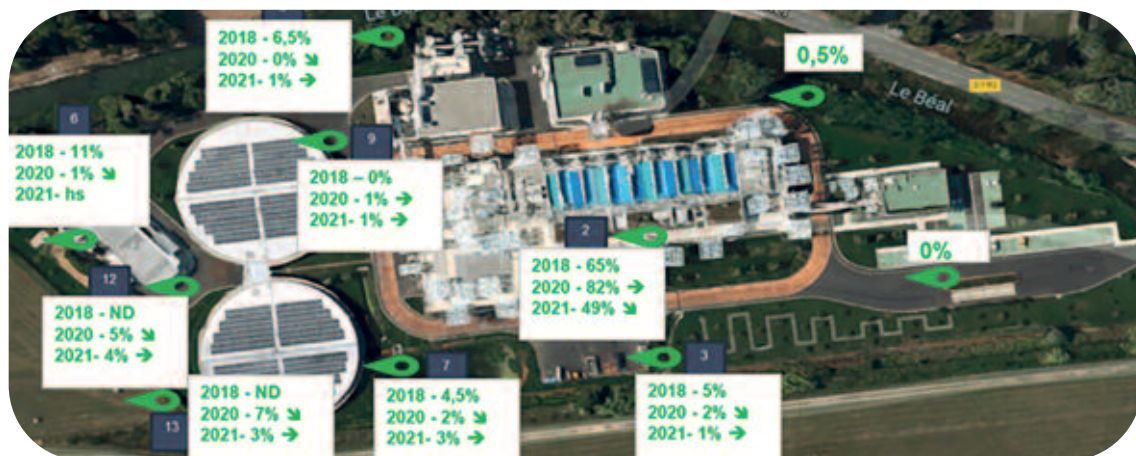 Le Bé
2018 - 6,5%
2020 - 0% ↘
2021- 1% →
0,5%
D 1092
Le Béal
6
2018 - 11%
2020 - 1% ↘
2021- hs
9
2018 – 0%
2020 - 1% →
2021- 1% →
2
2018 - 65%
2020 - 82% →
2021- 49% ↘
0%
12
2018 - ND
2020 - 5% ↘
2021- 4% →
13
2018 - ND
2020 - 7% ↘
2021- 3% →
7
2018 - 4,5%
2020 - 2% ↘
2021- 3% →
3
2018 - 5%
2020 - 2% ↘
2021- 1% →